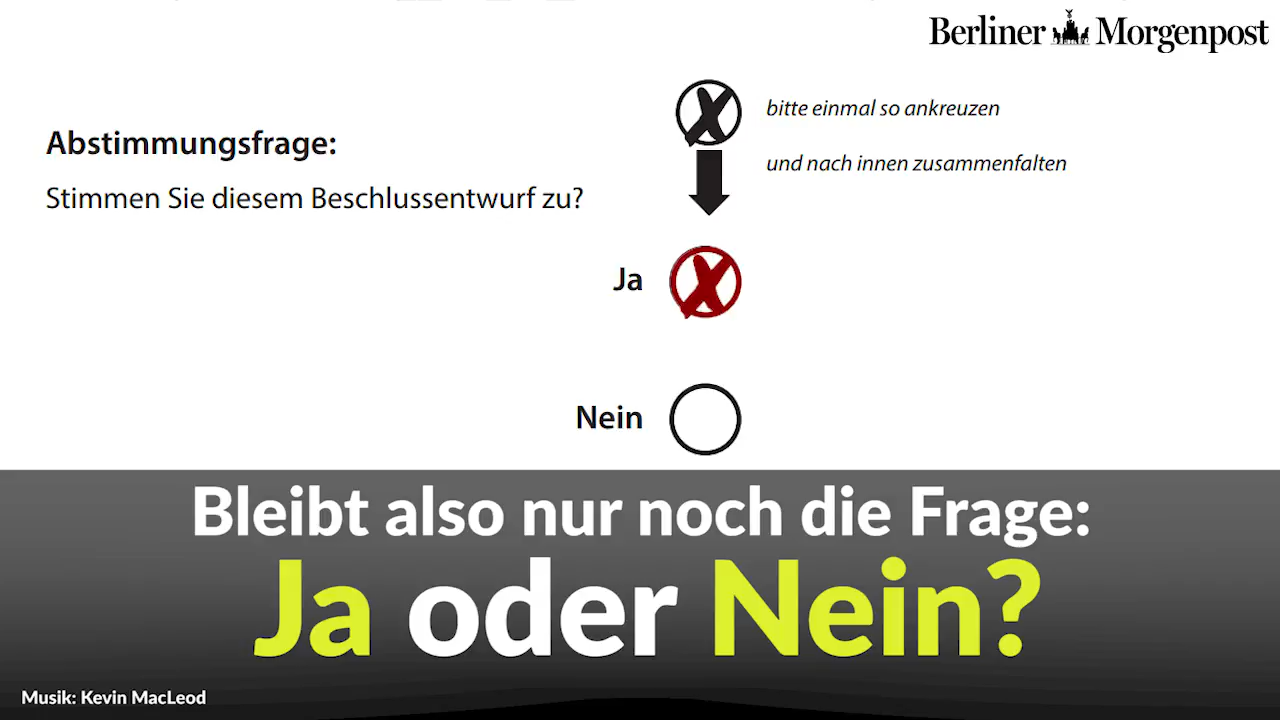 Berliner Morgenpost
bitte einmal so ankreuzen
Abstimmungsfrage:
und nach innen zusammenfalten
Stimmen Sie diesem Beschlussentwurf zu?
Ja
Nein
Bleibt also nur noch die Frage:
Ja oder Nein?
Musik: Kevin MacLeod